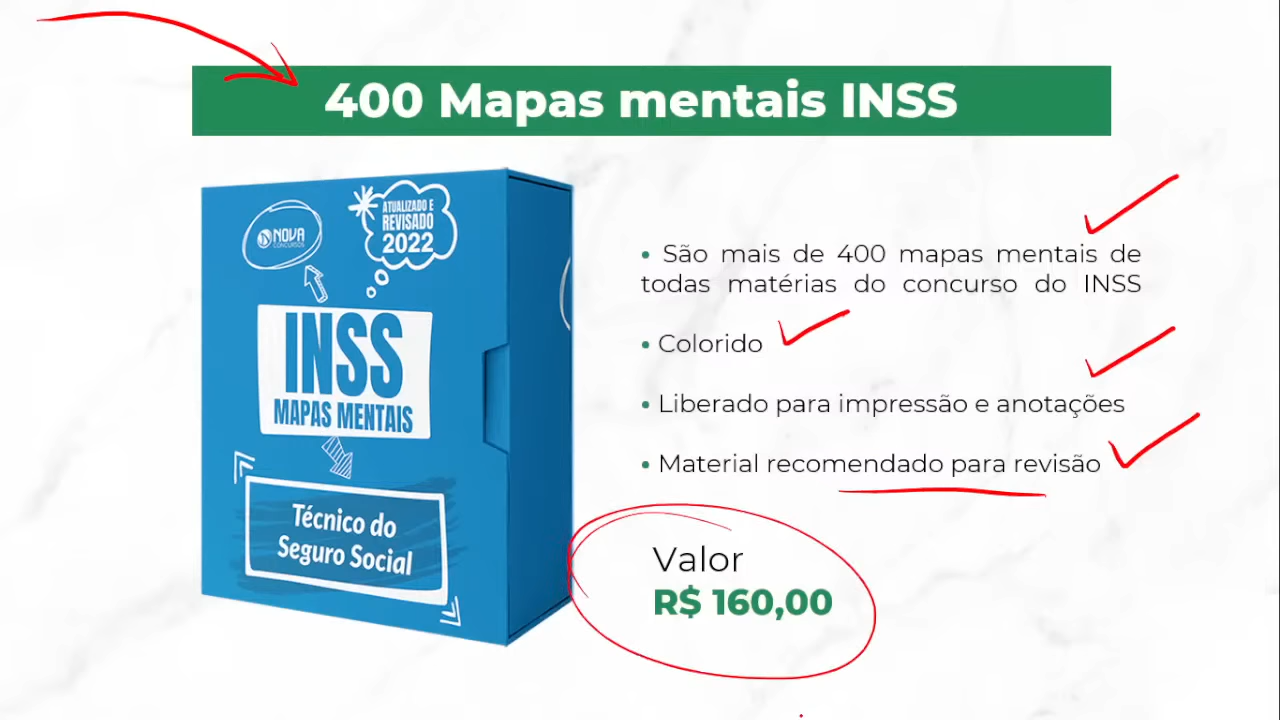 400 Mapas mentais INSS
NOVA
CONCURSOS
ATUALIZADO E
REVISADO
2022
INSS
MAPAS MENTAIS
Técnico do
Seguro Social
• São mais de 400 mapas mentais de
todas matérias do concurso do INSS
• Colorido
• Liberado para impressão e anotações
• Material recomendado para revisão
Valor
R$ 160,00